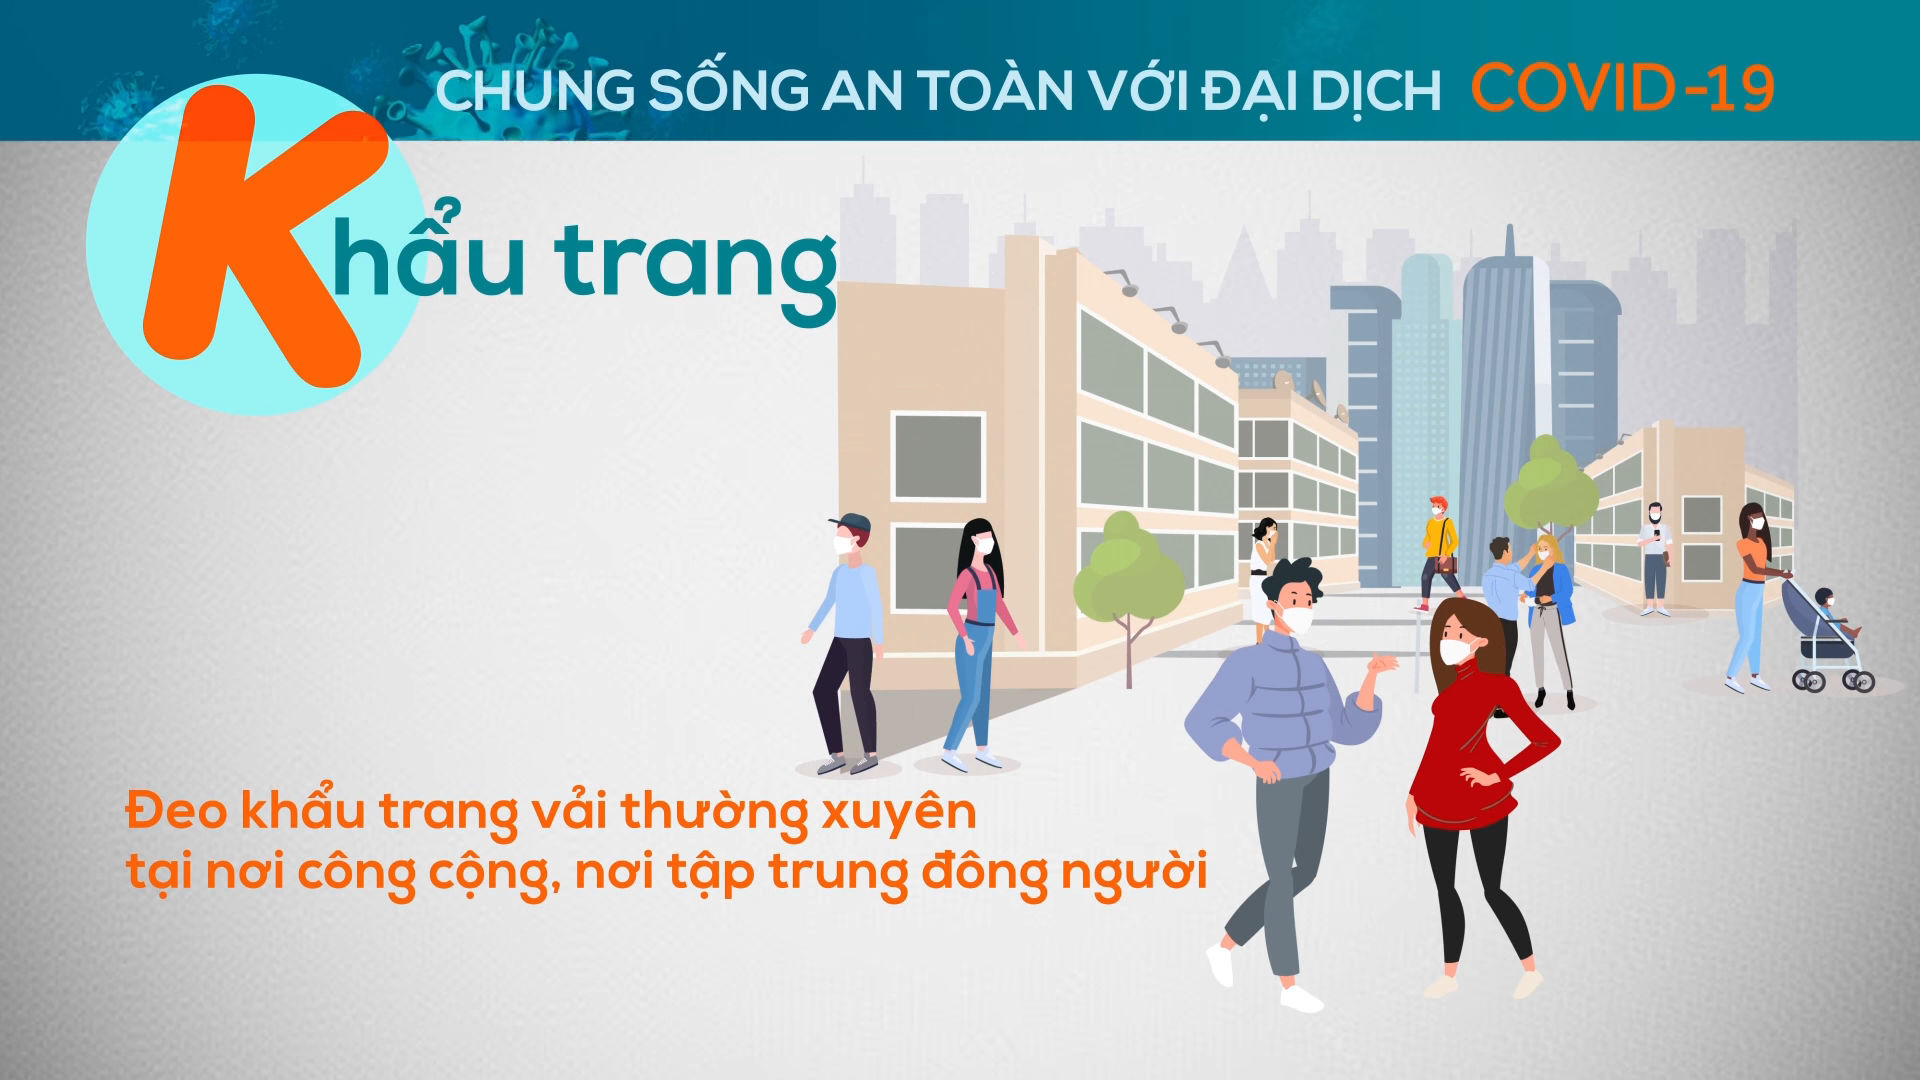 CHUNG SỐNG AN TOÀN VỚI ĐẠI DỊCH COVID-19
Khẩu trang
Đeo khẩu trang vải thường xuyên
tại nơi công cộng, nơi tập trung đông người